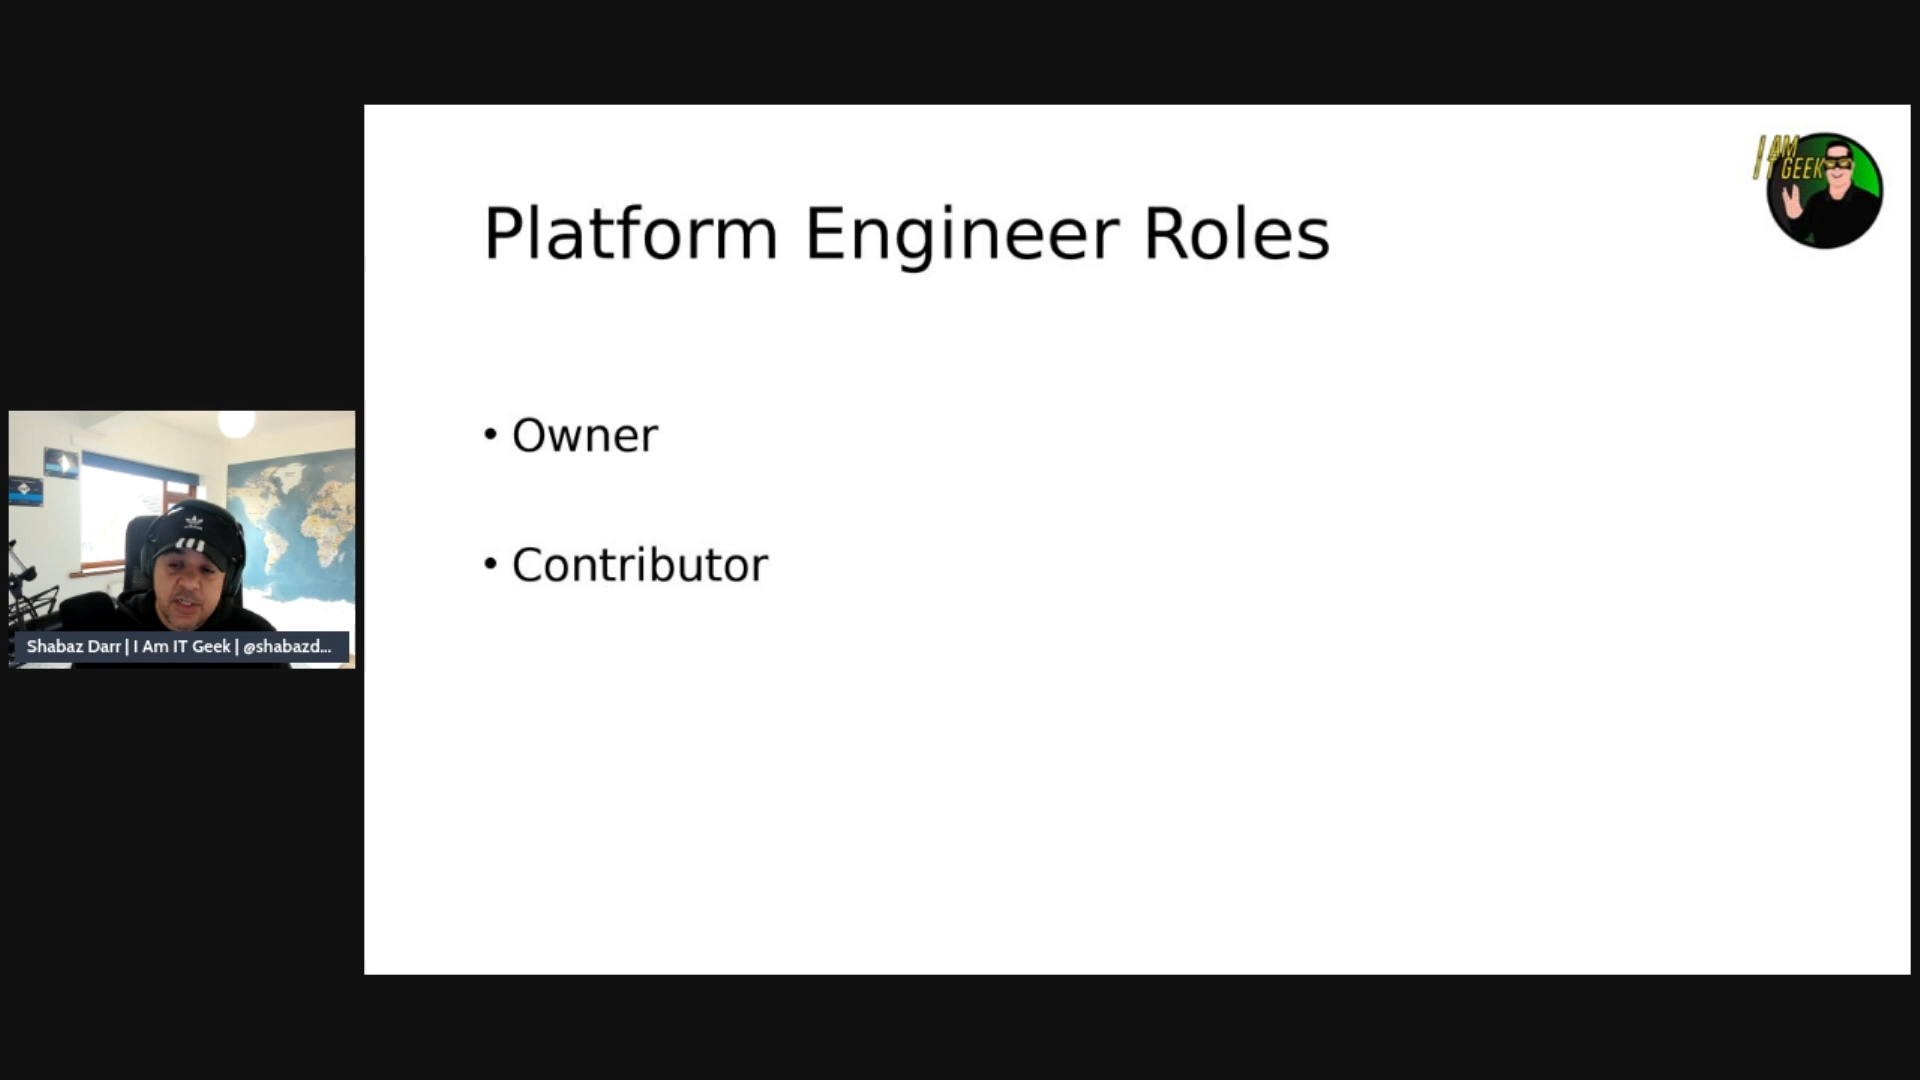 I AM
IT GEEK
Platform Engineer Roles
• Owner
• Contributor
Shabaz Darr | I Am IT Geek | @shabazd...